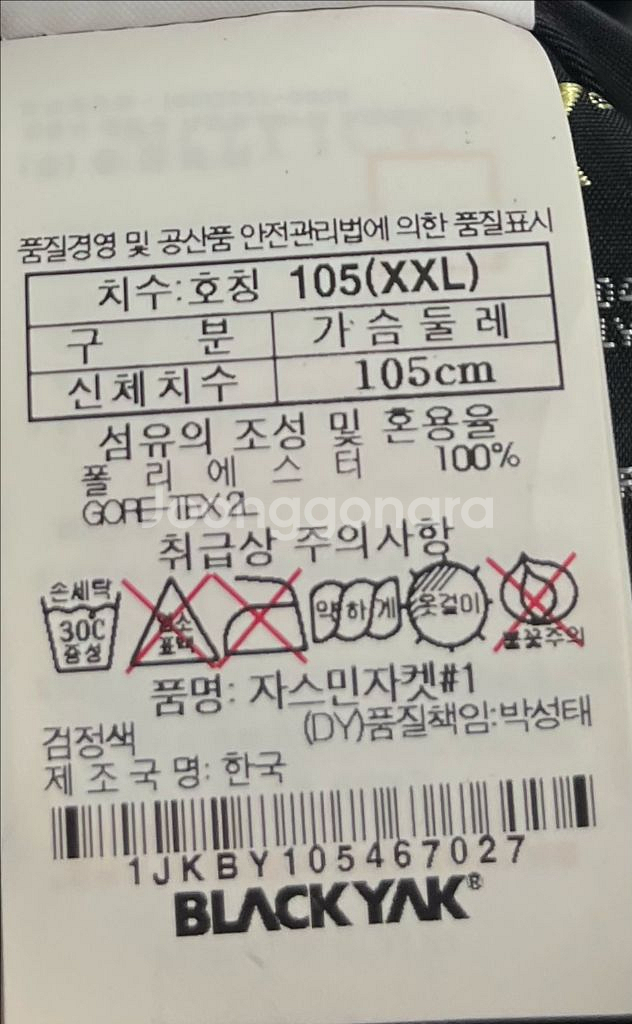 품질경영 및 공산품 안전관리법에 의한 품질표시
치수:호칭 105(XXL)
구 분 가슴둘레
신체치수 105cm
섬유의 조성 및 혼용율
폴리에스터 100%
GORE TEX 2L
Joonggonara
취급상 주의사항
손세탁
30C
중성
염소
표백
약하게
옷걸이
불꽃주의
품명: 자스민자켓#1
(DY)품질책임:박성태
검정색
제조국명: 한국
1JKBY105467027
BLACKYAK®